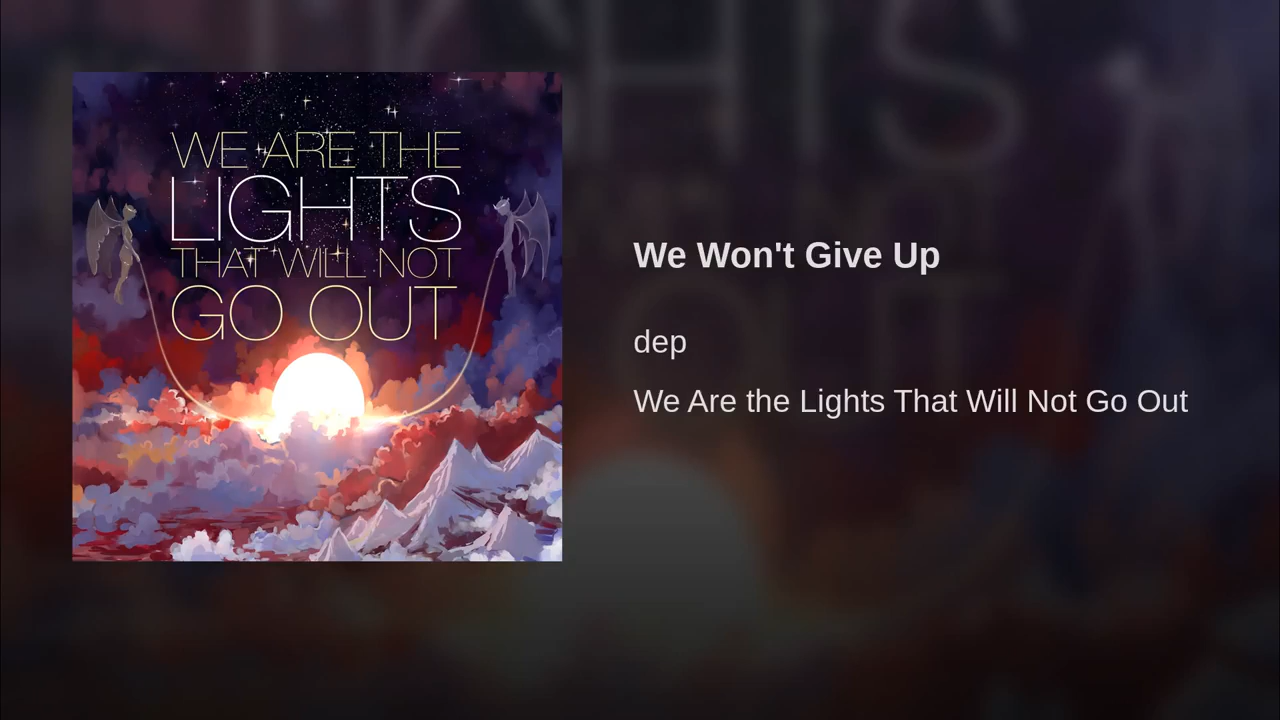 WE ARE THE
LIGHTS
THAT WILL NOT
GO OUT
We Won't Give Up
dep
We Are the Lights That Will Not Go Out